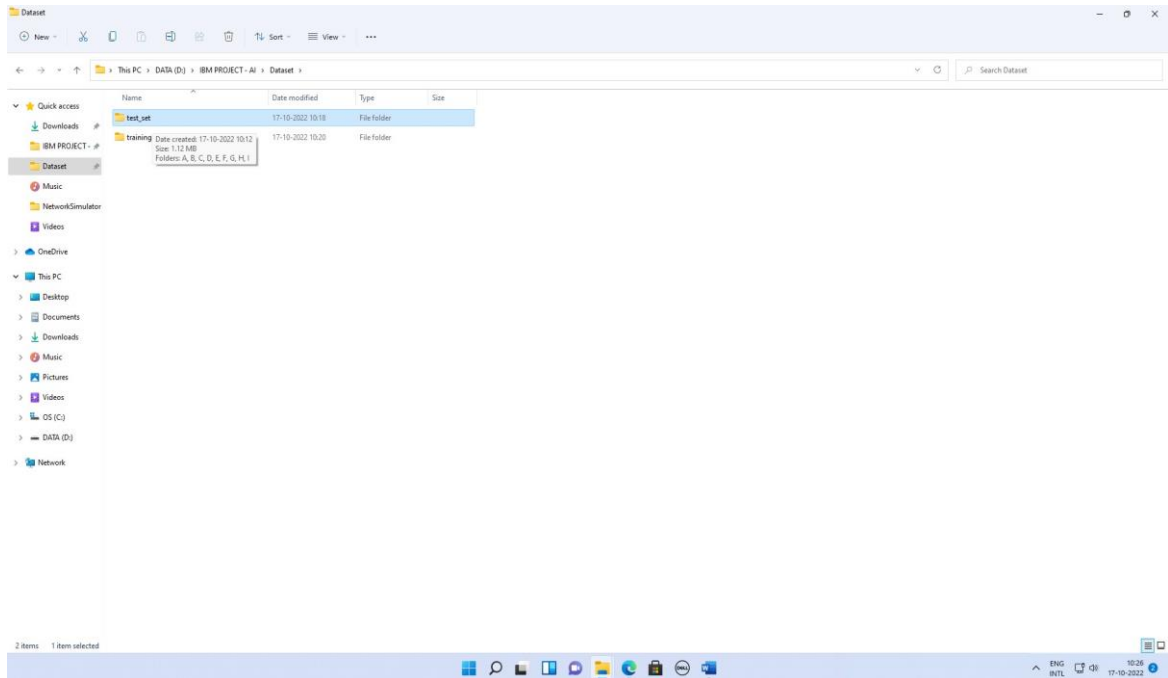 Dataset
New
Sort
View
This PC > DATA (D:) > IBM PROJECT - AI > Dataset >
Search Dataset
Name Date modified Type Size
Quick access
Downloads
IBM PROJECT -
Dataset
Music
NetworkSimulator
Videos
OneDrive
This PC
Desktop
Documents
Downloads
Music
Pictures
Videos
OS (C:)
DATA (D:)
Network
test_set 17-10-2022 10:18 File folder
training 17-10-2022 10:20 File folder
Date created: 17-10-2022 10:12
Size: 1.12 MB
Folders: A, B, C, D, E, F, G, H, I
2 items 1 item selected
DELL
W
ENG
INTL
10:26
17-10-2022
2